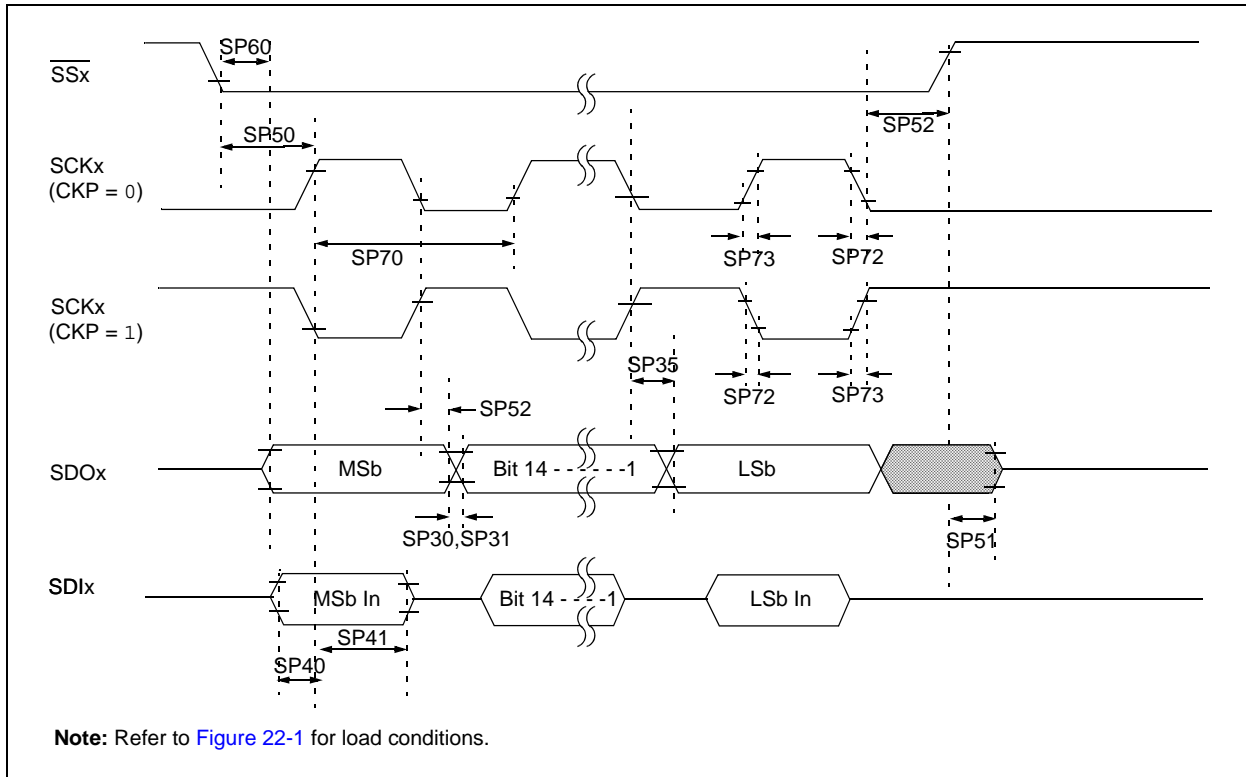 SP60
SSx
SP50
SP52
SCKx
(CKP = 0)
SP70
SP73
SP72
SCKx
(CKP = 1)
SP35
SP72
SP73
SP52
SDOx
MSb
Bit 14 - - - - - -1
LSb
SP30,SP31
SP51
SDIx
MSb In
Bit 14 - - - -1
LSb In
SP41
SP40
Note: Refer to Figure 22-1 for load conditions.